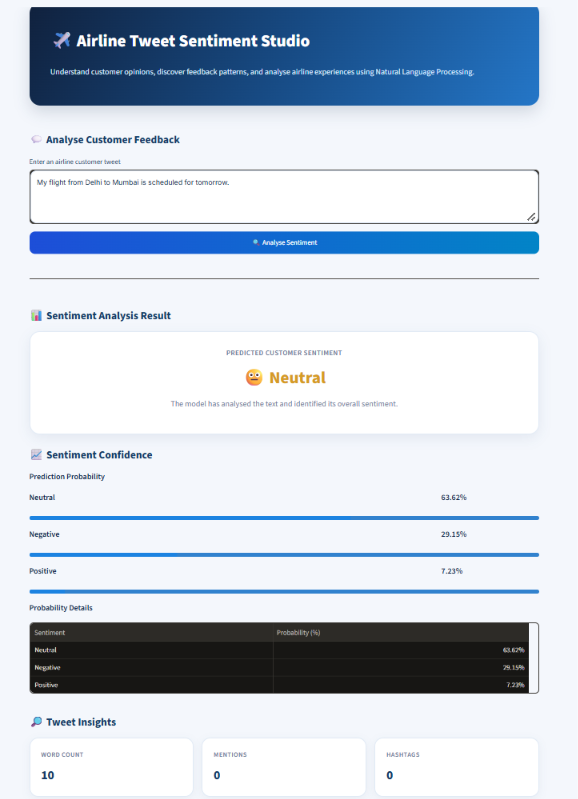 Airline Tweet Sentiment Studio
Understand customer opinions, discover feedback patterns, and analyse airline experiences using Natural Language Processing.
Analyse Customer Feedback
Enter an airline customer tweet
My flight from Delhi to Mumbai is scheduled for tomorrow.
Analyse Sentiment
Sentiment Analysis Result
PREDICTED CUSTOMER SENTIMENT
Neutral
The model has analysed the text and identified its overall sentiment.
Sentiment Confidence
Prediction Probability
Neutral 63.62%
Negative 29.15%
Positive 7.23%
Probability Details
Sentiment Probability (%)
Neutral 63.62%
Negative 29.15%
Positive 7.23%
Tweet Insights
WORD COUNT MENTIONS HASHTAGS
10 0 0